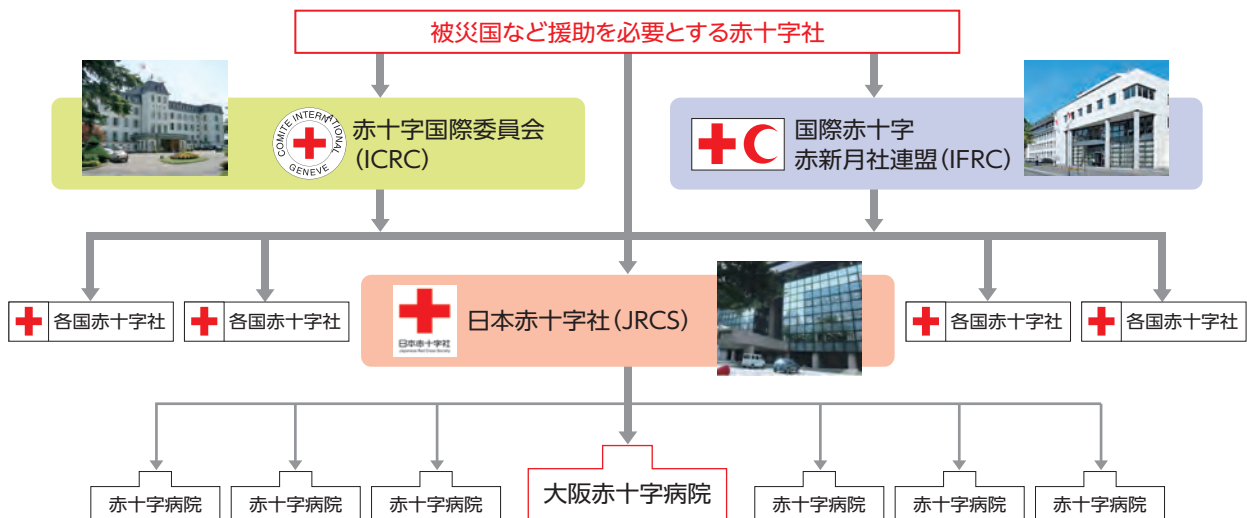 被災国など援助を必要とする赤十字社
COMITE INTERNATIONAL
GENEVE
赤十字国際委員会
(ICRC)
国際赤十字
赤新月社連盟(IFRC)
各国赤十字社
各国赤十字社
日本赤十字社
Japanese Red Cross Society
日本赤十字社(JRCS)
各国赤十字社
各国赤十字社
赤十字病院
赤十字病院
赤十字病院
大阪赤十字病院
赤十字病院
赤十字病院
赤十字病院